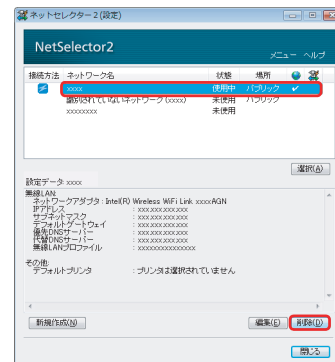 ネットセレクター2(設定)
NetSelector2
メニュー ヘルプ
接続方法 ネットワーク名 状態 場所
xxxx 使用中 パブリック
識別されていないネットワーク (xxxx) 未使用 パブリック
xxxxxxxx 未使用
選択(A)
設定データ: xxxx
無線LAN:
ネットワークアダプタ : Intel(R) Wireless WiFi Link xxxxAGN
IPアドレス : xxx.xxx.xxx.xxx
サブネットマスク : xxx.xxx.xxx.xxx
デフォルトゲートウェイ : xxx.xxx.xxx.xxx
優先DNSサーバー : xxx.xxx.xxx.xxx
代替DNSサーバー : xxx.xxx.xxx.xxx
無線LANプロファイル : xxxxxxxxxxxxxxx
その他:
デフォルトプリンタ : プリンタは選択されていません
新規作成(N) 編集(E) 削除(D)
閉じる